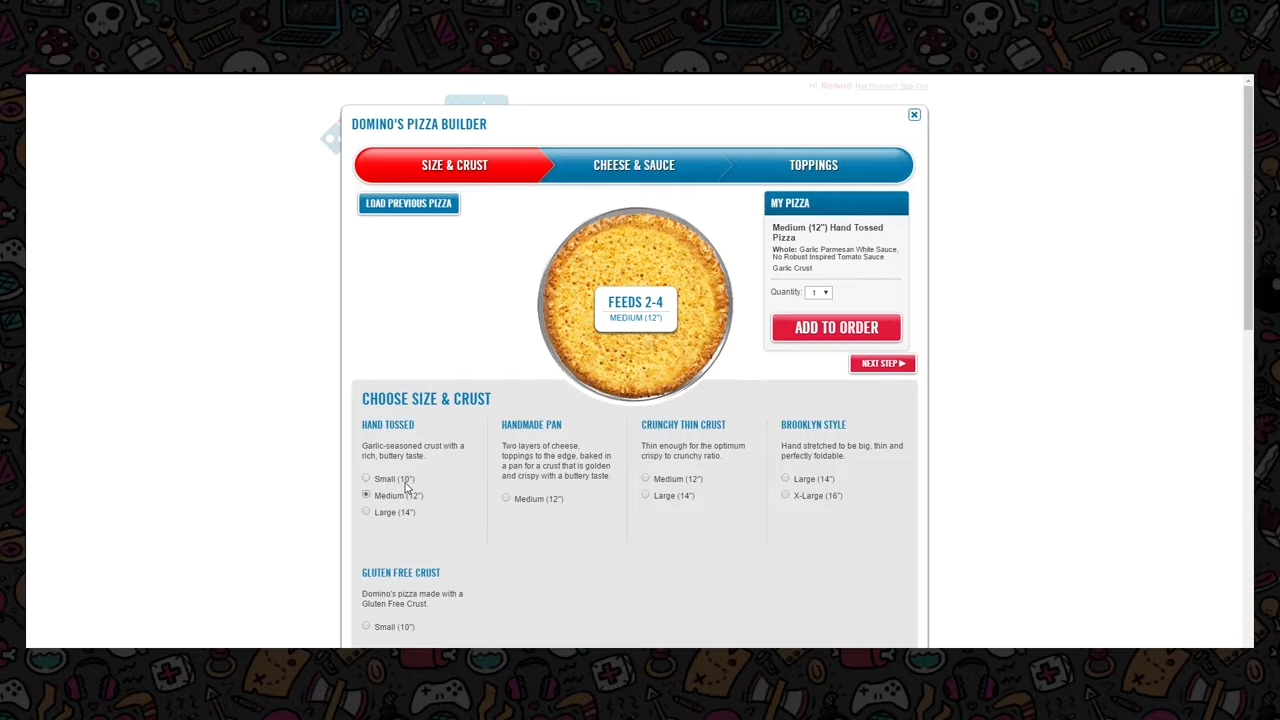 Hi, Richard. Not Richard? Sign Out
DOMINO'S PIZZA BUILDER
SIZE & CRUST
CHEESE & SAUCE
TOPPINGS
LOAD PREVIOUS PIZZA
FEEDS 2-4
MEDIUM (12")
MY PIZZA
Medium (12") Hand Tossed
Pizza
Whole: Garlic Parmesan White Sauce,
No Robust Inspired Tomato Sauce
Garlic Crust
Quantity: 1
ADD TO ORDER
NEXT STEP
CHOOSE SIZE & CRUST
HAND TOSSED
Garlic-seasoned crust with a
rich, buttery taste.
Small (10")
Medium (12")
Large (14")
HANDMADE PAN
Two layers of cheese,
toppings to the edge, baked in
a pan for a crust that is golden
and crispy with a buttery taste.
Medium (12")
CRUNCHY THIN CRUST
Thin enough for the optimum
crispy to crunchy ratio.
Medium (12")
Large (14")
BROOKLYN STYLE
Hand stretched to be big, thin and
perfectly foldable.
Large (14")
X-Large (16")
GLUTEN FREE CRUST
Domino's pizza made with a
Gluten Free Crust.
Small (10")